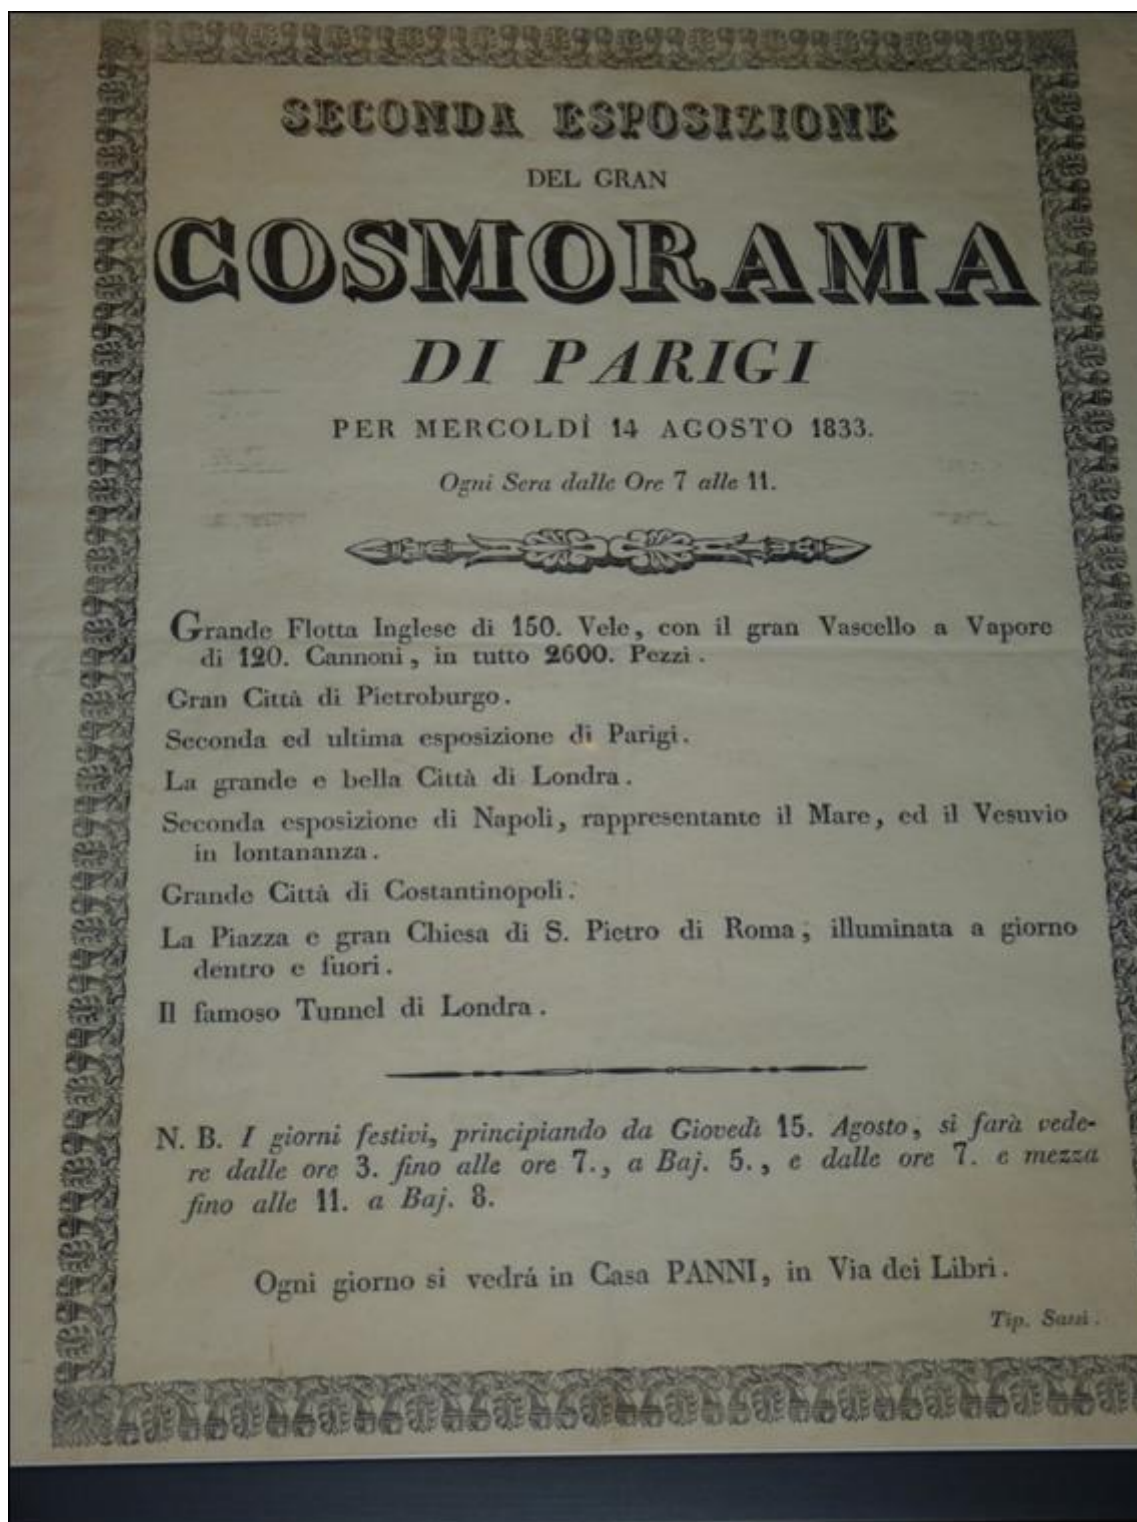 SECONDA ESPOSIZIONE
DEL GRAN
COSMORAMA
DI PARIGI
PER MERCOLDÌ 14 AGOSTO 1833.
Ogni Sera dalle Ore 7 alle 11.
Grande Flotta Inglese di 150. Vele, con il gran Vascello a Vapore
di 120. Cannoni, in tutto 2600. Pezzi.
Gran Città di Pietroburgo.
Seconda ed ultima esposizione di Parigi.
La grande e bella Città di Londra.
Seconda esposizione di Napoli, rappresentante il Mare, ed il Vesuvio
in lontananza.
Grande Città di Costantinopoli.
La Piazza e gran Chiesa di S. Pietro di Roma, illuminata a giorno
dentro e fuori.
Il famoso Tunnel di Londra.
N. B. I giorni festivi, principiando da Giovedì 15. Agosto, si farà vede-
re dalle ore 3. fino alle ore 7., a Baj. 5., e dalle ore 7. e mezza
fino alle 11. a Baj. 8.
Ogni giorno si vedrá in Casa PANNI, in Via dei Libri.
Tip. Sassi.